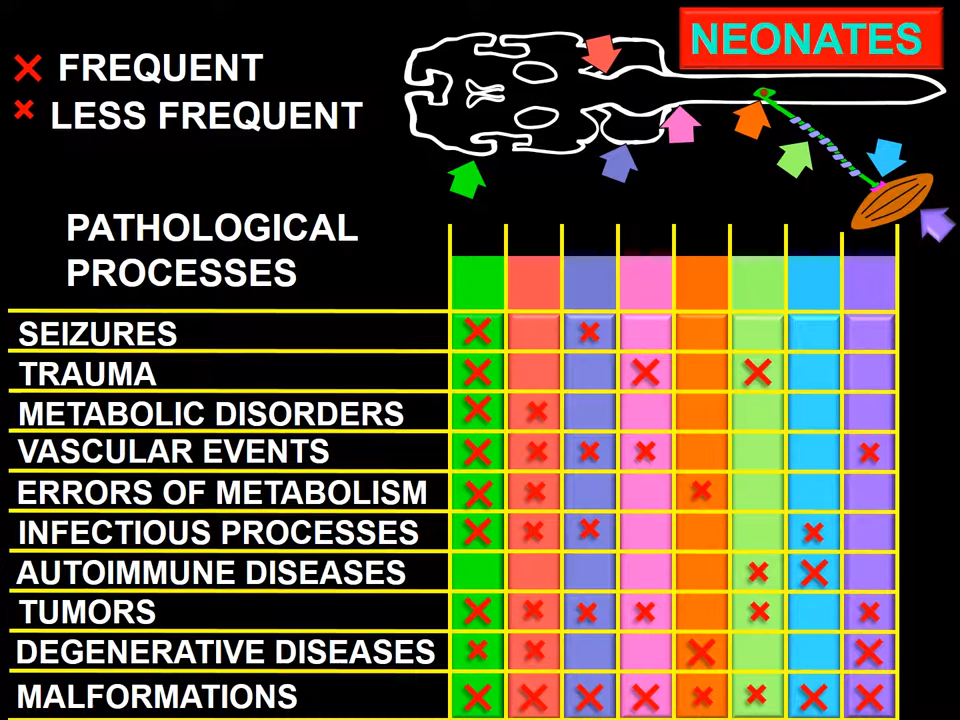 NEONATES
FREQUENT
LESS FREQUENT
PATHOLOGICAL
PROCESSES
SEIZURES
TRAUMA
METABOLIC DISORDERS
VASCULAR EVENTS
ERRORS OF METABOLISM
INFECTIOUS PROCESSES
AUTOIMMUNE DISEASES
TUMORS
DEGENERATIVE DISEASES
MALFORMATIONS